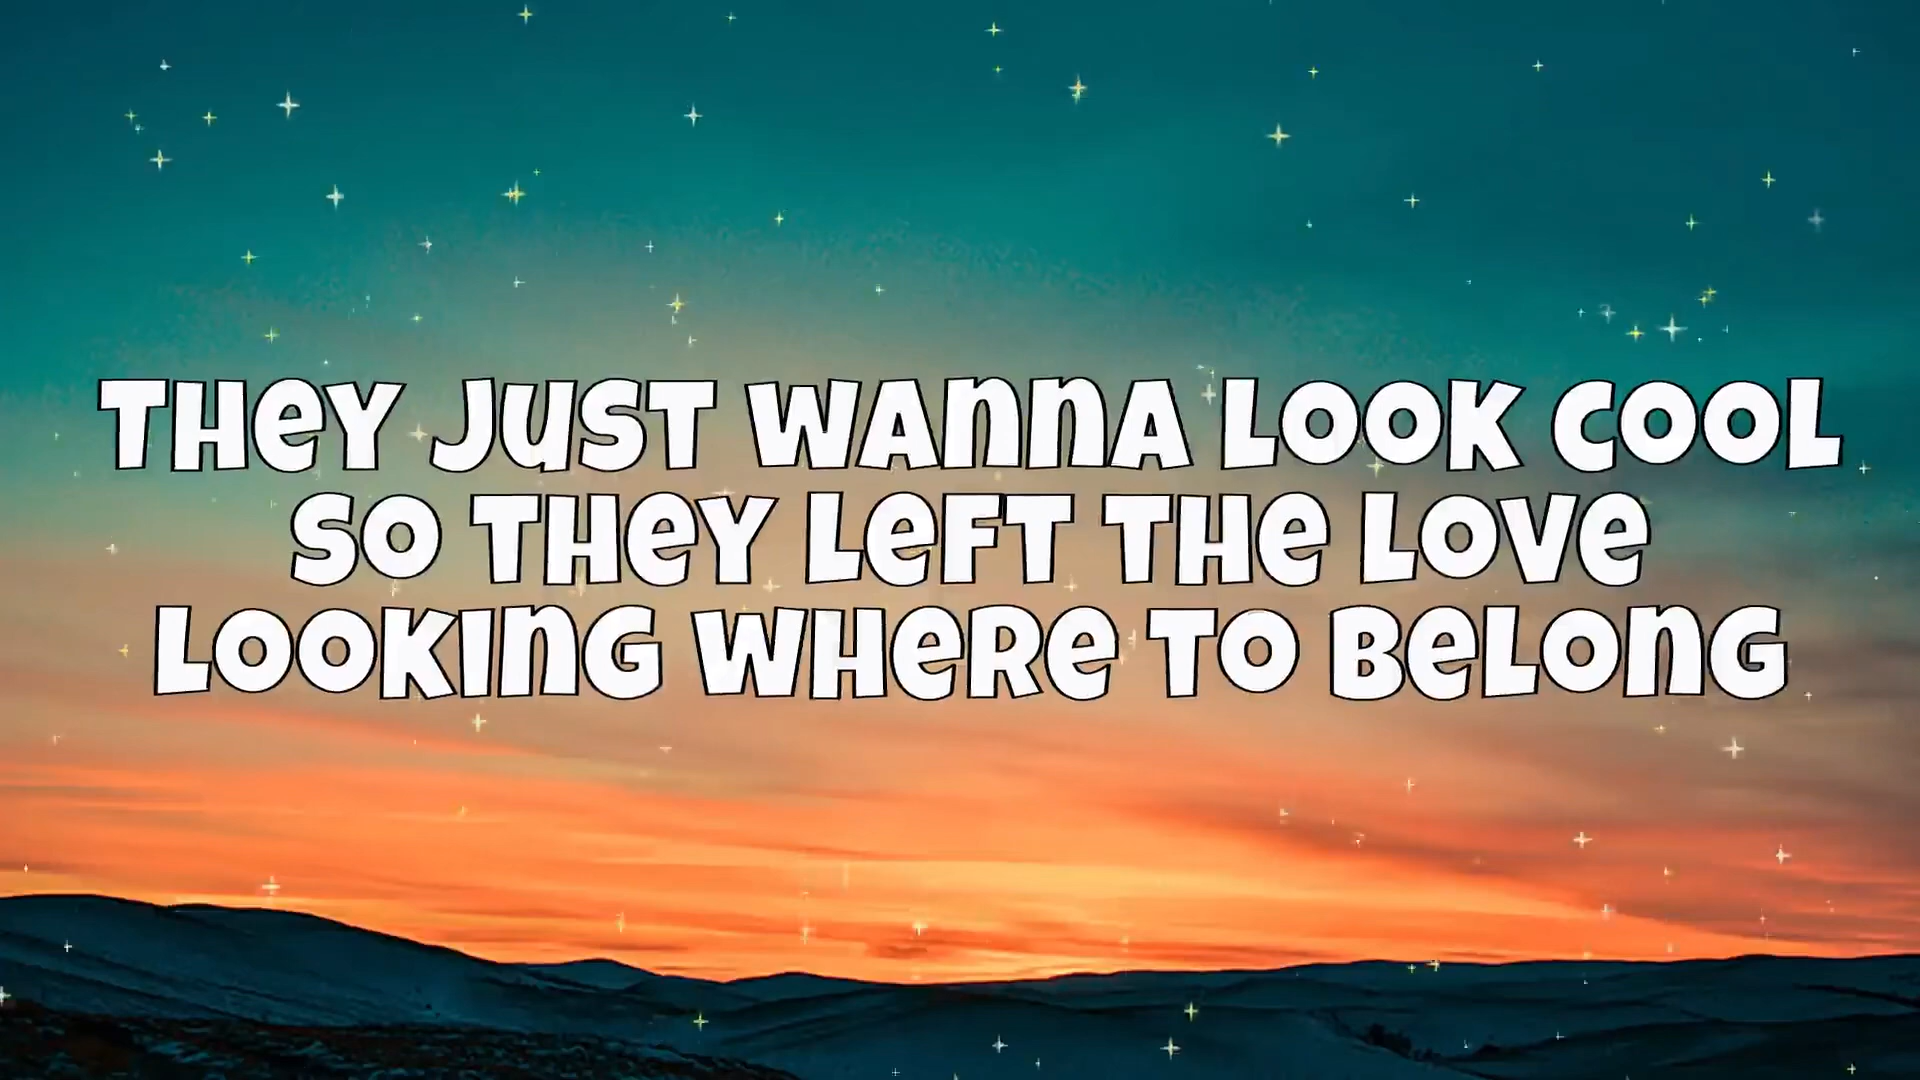 THEY JUST WANNA LOOK COOL
SO THEY LEFT THE LOVE
LOOKING WHERE TO BELONG